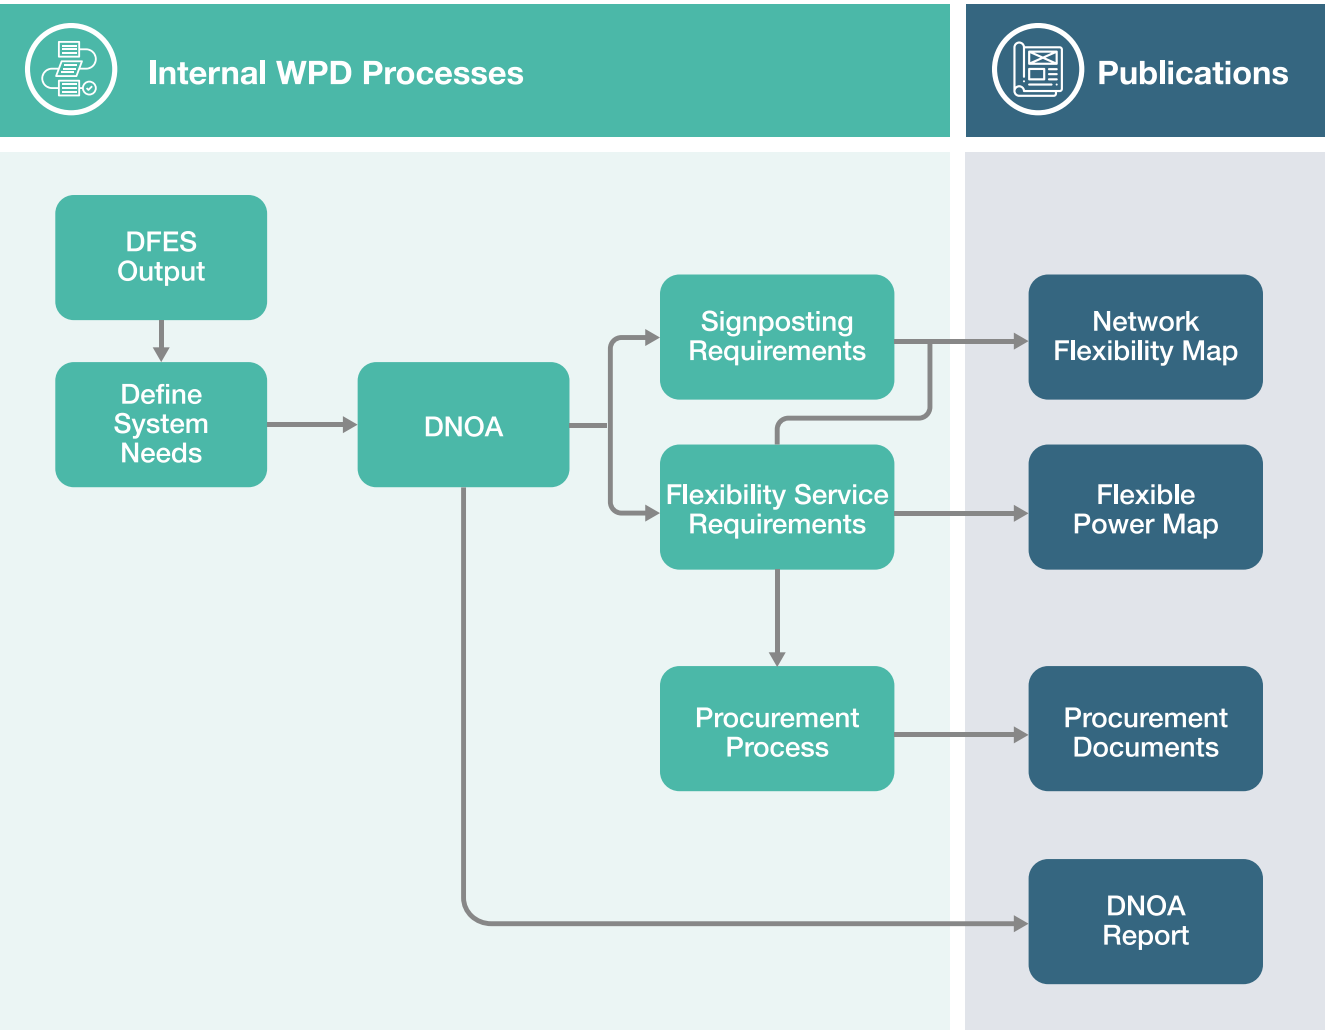 Internal WPD Processes
Publications
DFES
Output
Define
System
Needs
DNOA
Signposting
Requirements
Flexibility Service
Requirements
Procurement
Process
Network
Flexibility Map
Flexible
Power Map
Procurement
Documents
DNOA
Report